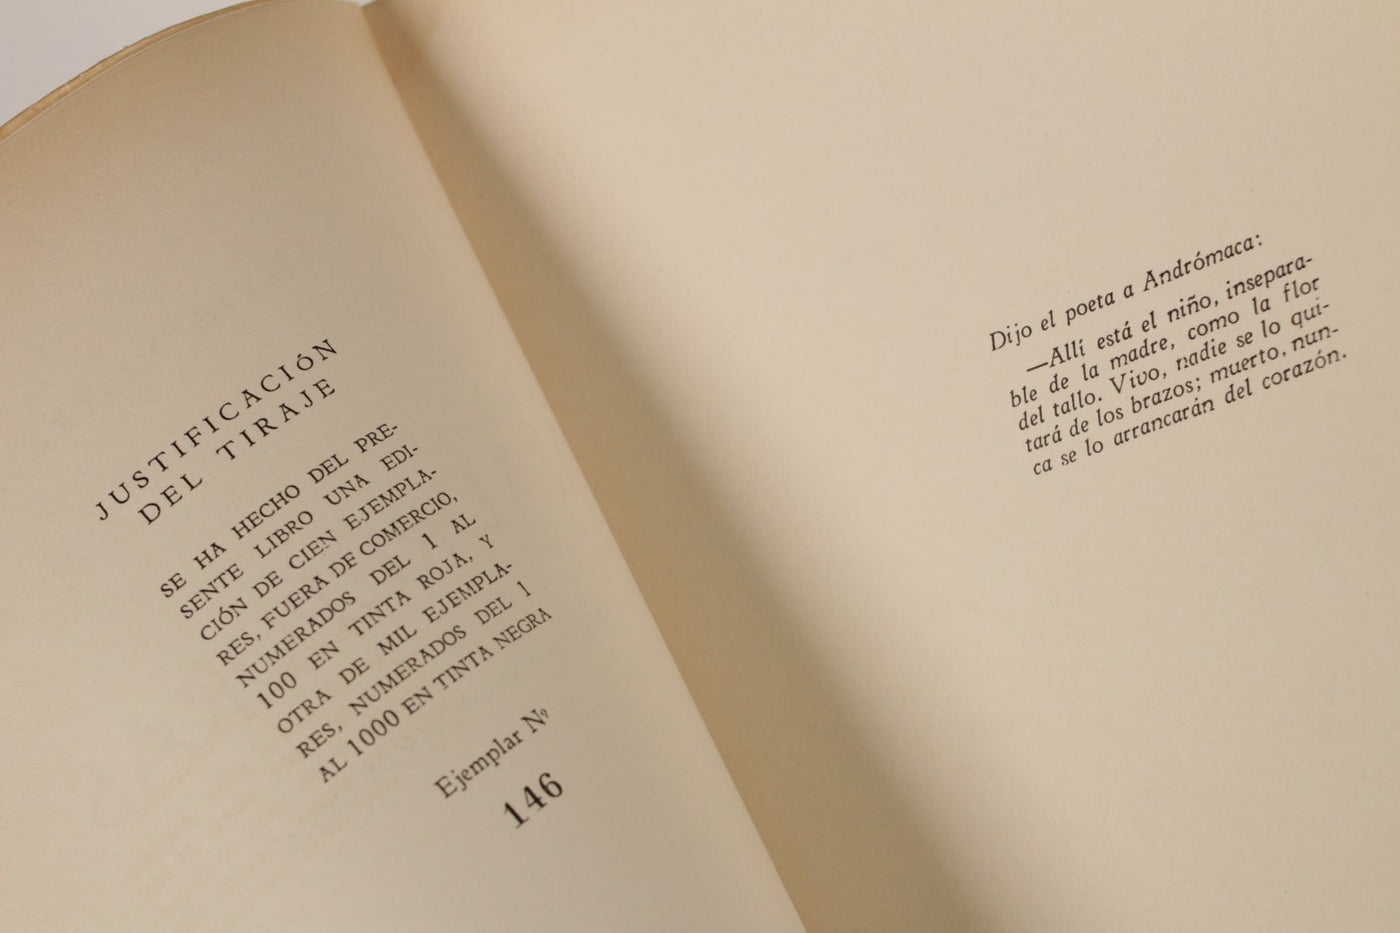 JUSTIFICACIÓN
DEL TIRAJE
SE HA HECHO DEL PRE-
SENTE LIBRO UNA EDI-
CIÓN DE CIEN EJEMPLA-
RES, FUERA DE COMERCIO,
NUMERADOS DEL 1 AL
100 EN TINTA ROJA, Y
OTRA DE MIL EJEMPLA-
RES, NUMERADOS DEL 1
AL 1000 EN TINTA NEGRA
Ejemplar Nº
146
Dijo el poeta a Andrómaca:
—Allí está el niño, insepara-
ble de la madre, como la flor
del tallo. Vivo, nadie se lo qui-
tará de los brazos; muerto, nun-
ca se lo arrancarán del corazón.